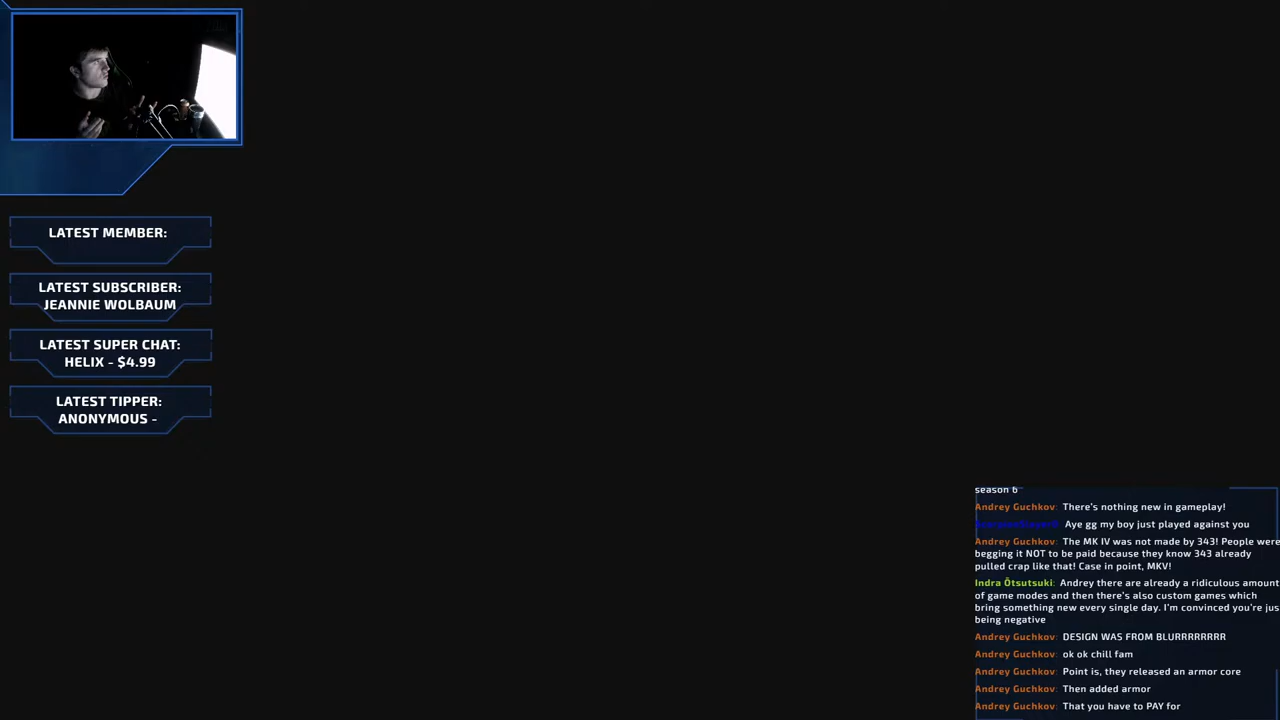 LATEST MEMBER:
LATEST SUBSCRIBER:
JEANNIE WOLBAUM
LATEST SUPER CHAT:
HELIX - $4.99
LATEST TIPPER:
ANONYMOUS -
season 6
Andrey Guchkov: There's nothing new in gameplay!
Aye gg my boy just played against you
Andrey Guchkov: The MK IV was not made by 343! People were
begging it NOT to be paid because they know 343 already
pulled crap like that! Case in point, MKV!
Indra Ōtsutsuki: Andrey there are already a ridiculous amount
of game modes and then there's also custom games which
bring something new every single day. I'm convinced you're jus
being negative
Andrey Guchkov: DESIGN WAS FROM BLURRRRRRRR
Andrey Guchkov: ok ok chill fam
Andrey Guchkov: Point is, they released an armor core
Andrey Guchkov: Then added armor
Andrey Guchkov: That you have to PAY for